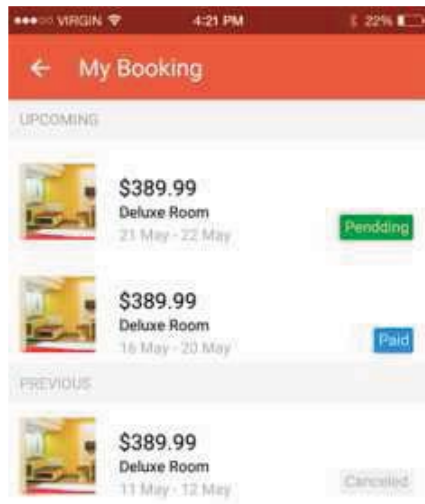 VIRGIN 4:21 PM 22%
My Booking
UPCOMING
$389.99
Deluxe Room
21 May - 22 May
Pendding
$389.99
Deluxe Room
16 May - 20 May
Paid
PREVIOUS
$389.99
Deluxe Room
11 May - 12 May
Canceled